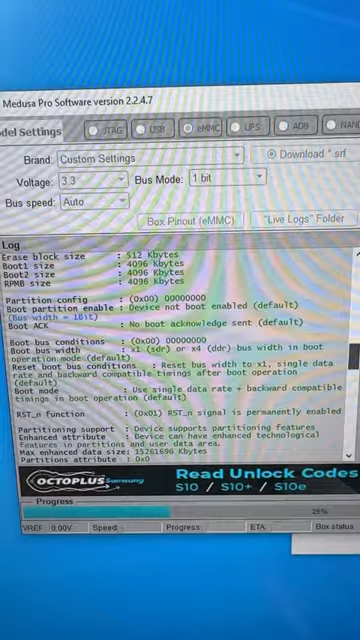 Medusa Pro Software version 2.2.4.7
del Settings
JTAG
USB
eMMC
UFS
ADB
NAN
Brand: Custom Settings
Download *.srf
Voltage: 3.3
Bus Mode: 1 bit
Bus speed: Auto
Box Pinout (eMMC)
"Live Logs" Folder
Log
Erase block size : 512 Kbytes
Boot1 size : 4096 Kbytes
Boot2 size : 4096 Kbytes
RPMB size : 4096 Kbytes
Partition config : (0x00) 00000000
Boot partition enable : Device not boot enabled (default)
(Bus width = 1Bit)
Boot ACK : No boot acknowledge sent (default)
Boot bus conditions : (0x00) 00000000
Boot bus width : x1 (sdr) or x4 (ddr) bus width in boot
operation mode (default)
Reset boot bus conditions : Reset bus width to x1, single data
rate and backward compatible timings after boot operation
(default)
Boot mode : Use single data rate + backward compatible
timings in boot operation (default)
RST_n function : (0x01) RST_n signal is permanently enabled
Partitioning support : Device supports partitioning features
Enhanced attribute : Device can have enhanced technological
features in partitions and user data area.
Max enhanced data size: 15261696 Kbytes
Partitions attribute : 0x0
OCTOPLUS Samsung
Read Unlock Codes
S10 / S10+ / S10e
Progress
25%
VREF: 0.00V
Speed:
Progress:
ETA:
Box status